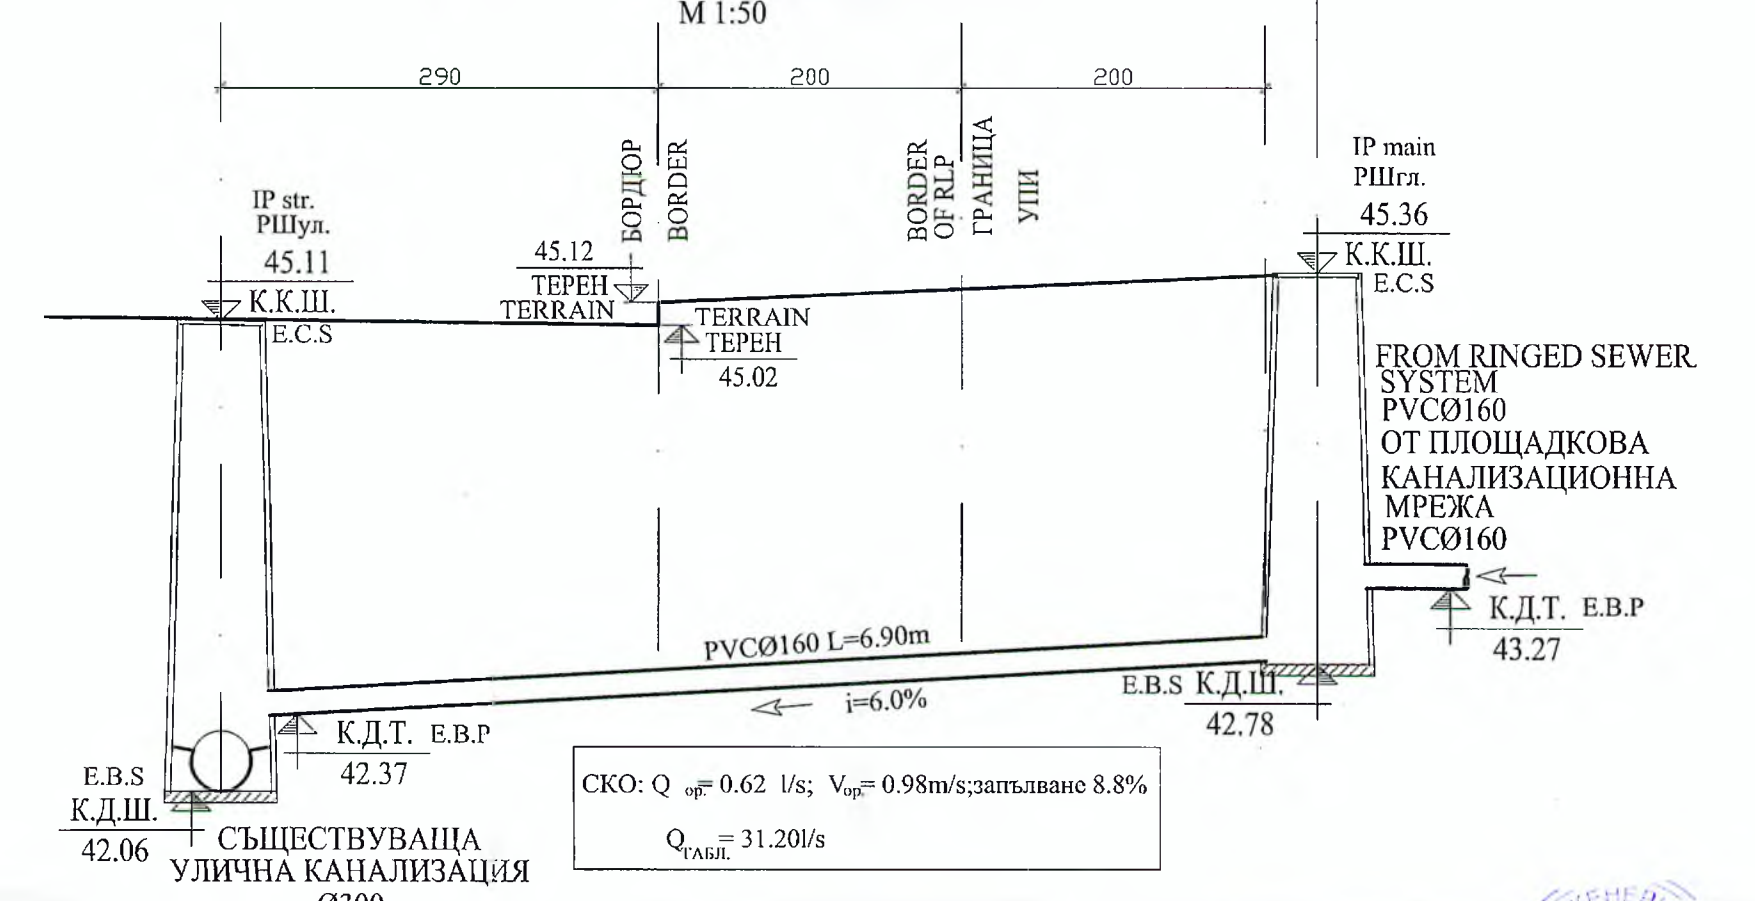 М 1:50
290
200
200
БОРДЮР
BORDER
BORDER
OF RLP
ГРАНИЦА
УПИ
IP str.
РШул.
45.11
К.К.Ш.
E.C.S
45.12
ТЕРЕН
TERRAIN
TERRAIN
ТЕРЕН
45.02
IP main
РШгл.
45.36
К.К.Ш.
E.C.S
FROM RINGED SEWER
SYSTEM
PVCØ160
ОТ ПЛОЩАДКОВА
КАНАЛИЗАЦИОННА
МРЕЖА
PVCØ160
К.Д.Т. E.B.P
43.27
PVCØ160 L=6.90m
i=6.0%
E.B.S К.Д.Ш.
42.78
К.Д.Т. E.B.P
42.37
E.B.S
К.Д.Ш.
42.06
СЪЩЕСТВУВАЩА
УЛИЧНА КАНАЛИЗАЦИЯ
Ø300
СКО: Q ор.= 0.62 l/s; Vор= 0.98m/s;запълване 8.8%
QТАБЛ.= 31.20l/s